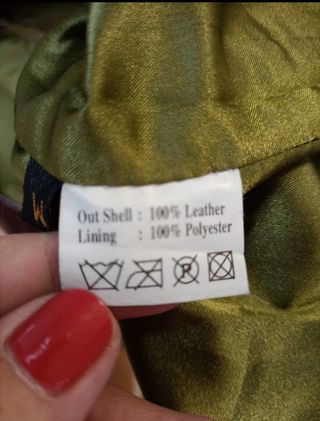 Out Shell : 100% Leather
Lining : 100% Polyester
P